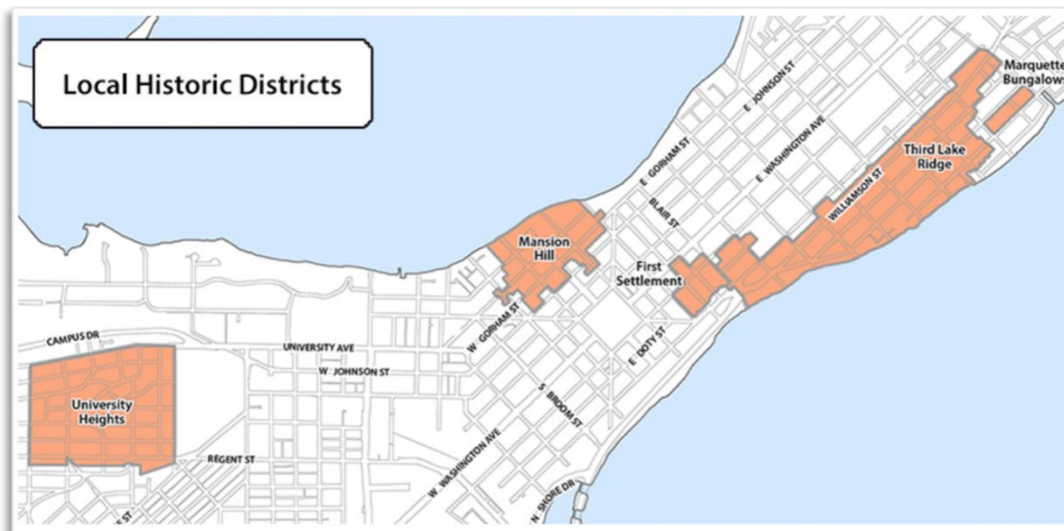 Local Historic Districts
Marquette
Bungalows
E JOHNSON ST
E GORHAM ST
E WASHINGTON AVE
Third Lake
Ridge
WILLIAMSON ST
BLAIR ST
Mansion
Hill
First
Settlement
CAMPUS DR
UNIVERSITY AVE
W GORHAM ST
E DOTY ST
W JOHNSON ST
University
Heights
S BROOM ST
REGENT ST
W WASHINGTON AVE
N SHORE DR